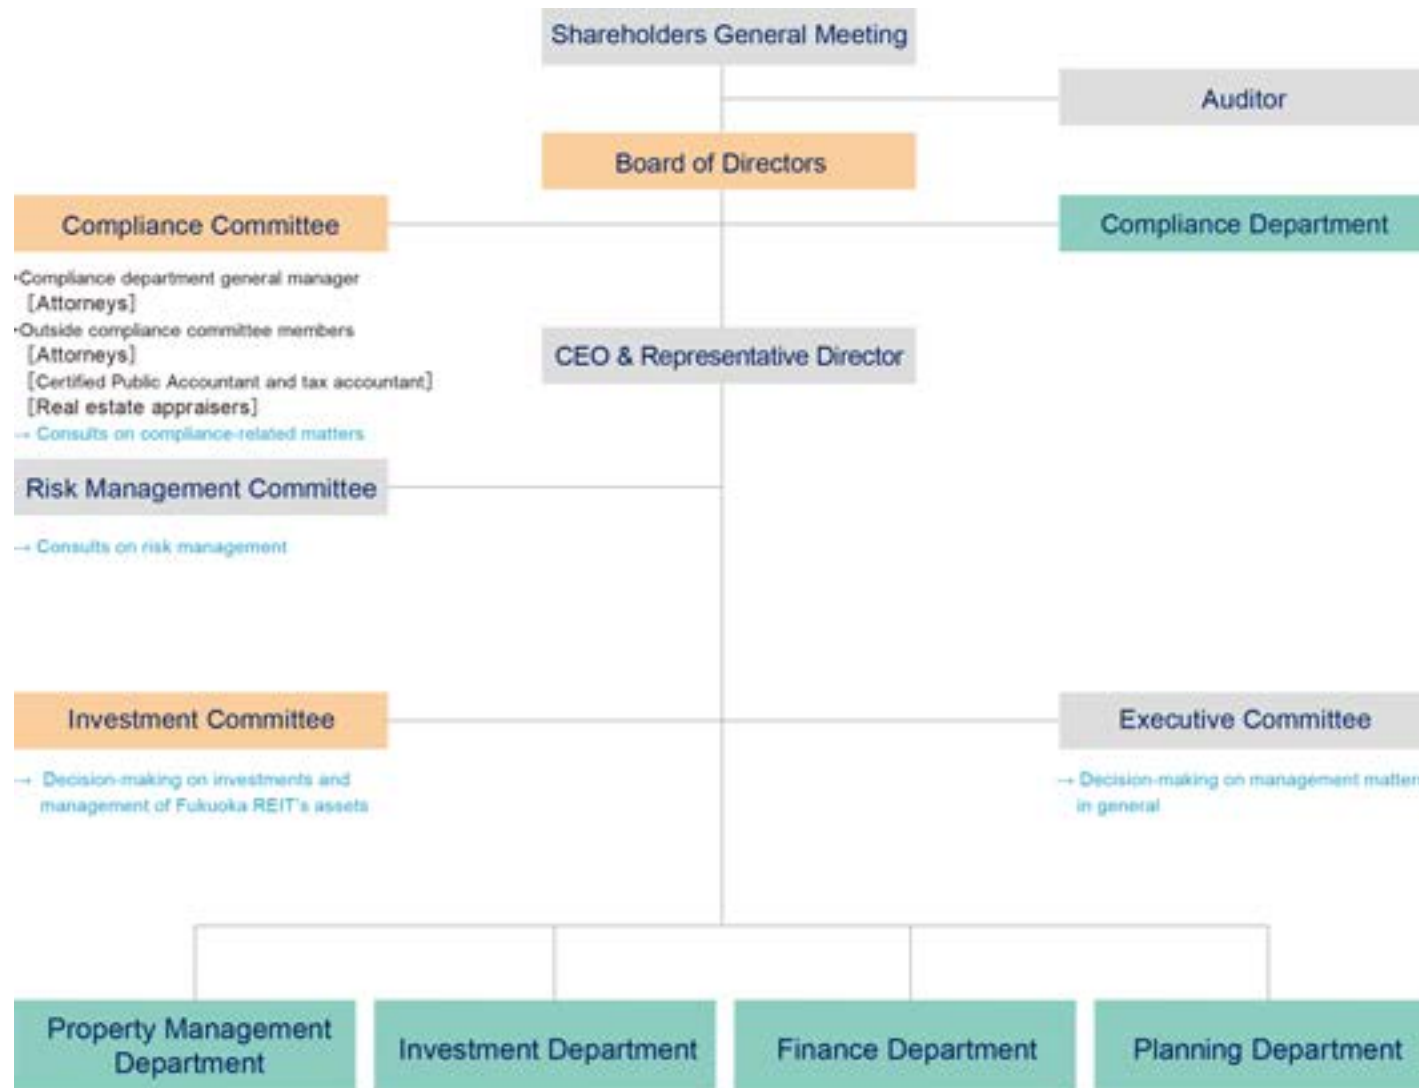 Shareholders General Meeting
Auditor
Board of Directors
Compliance Committee
Compliance Department
・Compliance department general manager
[Attorneys]
・Outside compliance committee members
[Attorneys]
[Certified Public Accountant and tax accountant]
[Real estate appraisers]
→ Consults on compliance-related matters
CEO & Representative Director
Risk Management Committee
→ Consults on risk management
Investment Committee
→ Decision-making on investments and
management of Fukuoka REIT's assets
Executive Committee
→ Decision-making on management matter
in general
Property Management
Department
Investment Department
Finance Department
Planning Department